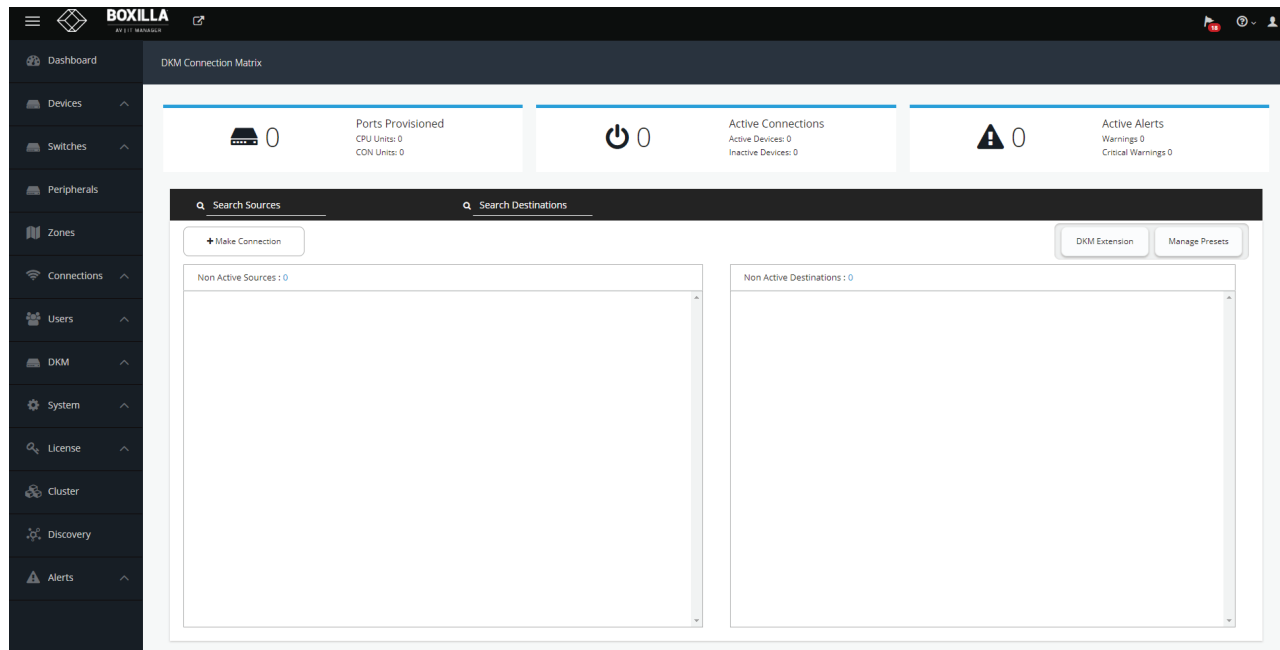 BOXILLA
AV | IT MANAGER
18
Dashboard
DKM Connection Matrix
Devices
Switches
Peripherals
Zones
Connections
Users
DKM
System
License
Cluster
Discovery
Alerts
0
Ports Provisioned
CPU Units: 0
CON Units: 0
0
Active Connections
Active Devices: 0
Inactive Devices: 0
0
Active Alerts
Warnings 0
Critical Warnings 0
Search Sources
Search Destinations
+ Make Connection
DKM Extension
Manage Presets
Non Active Sources : 0
Non Active Destinations : 0